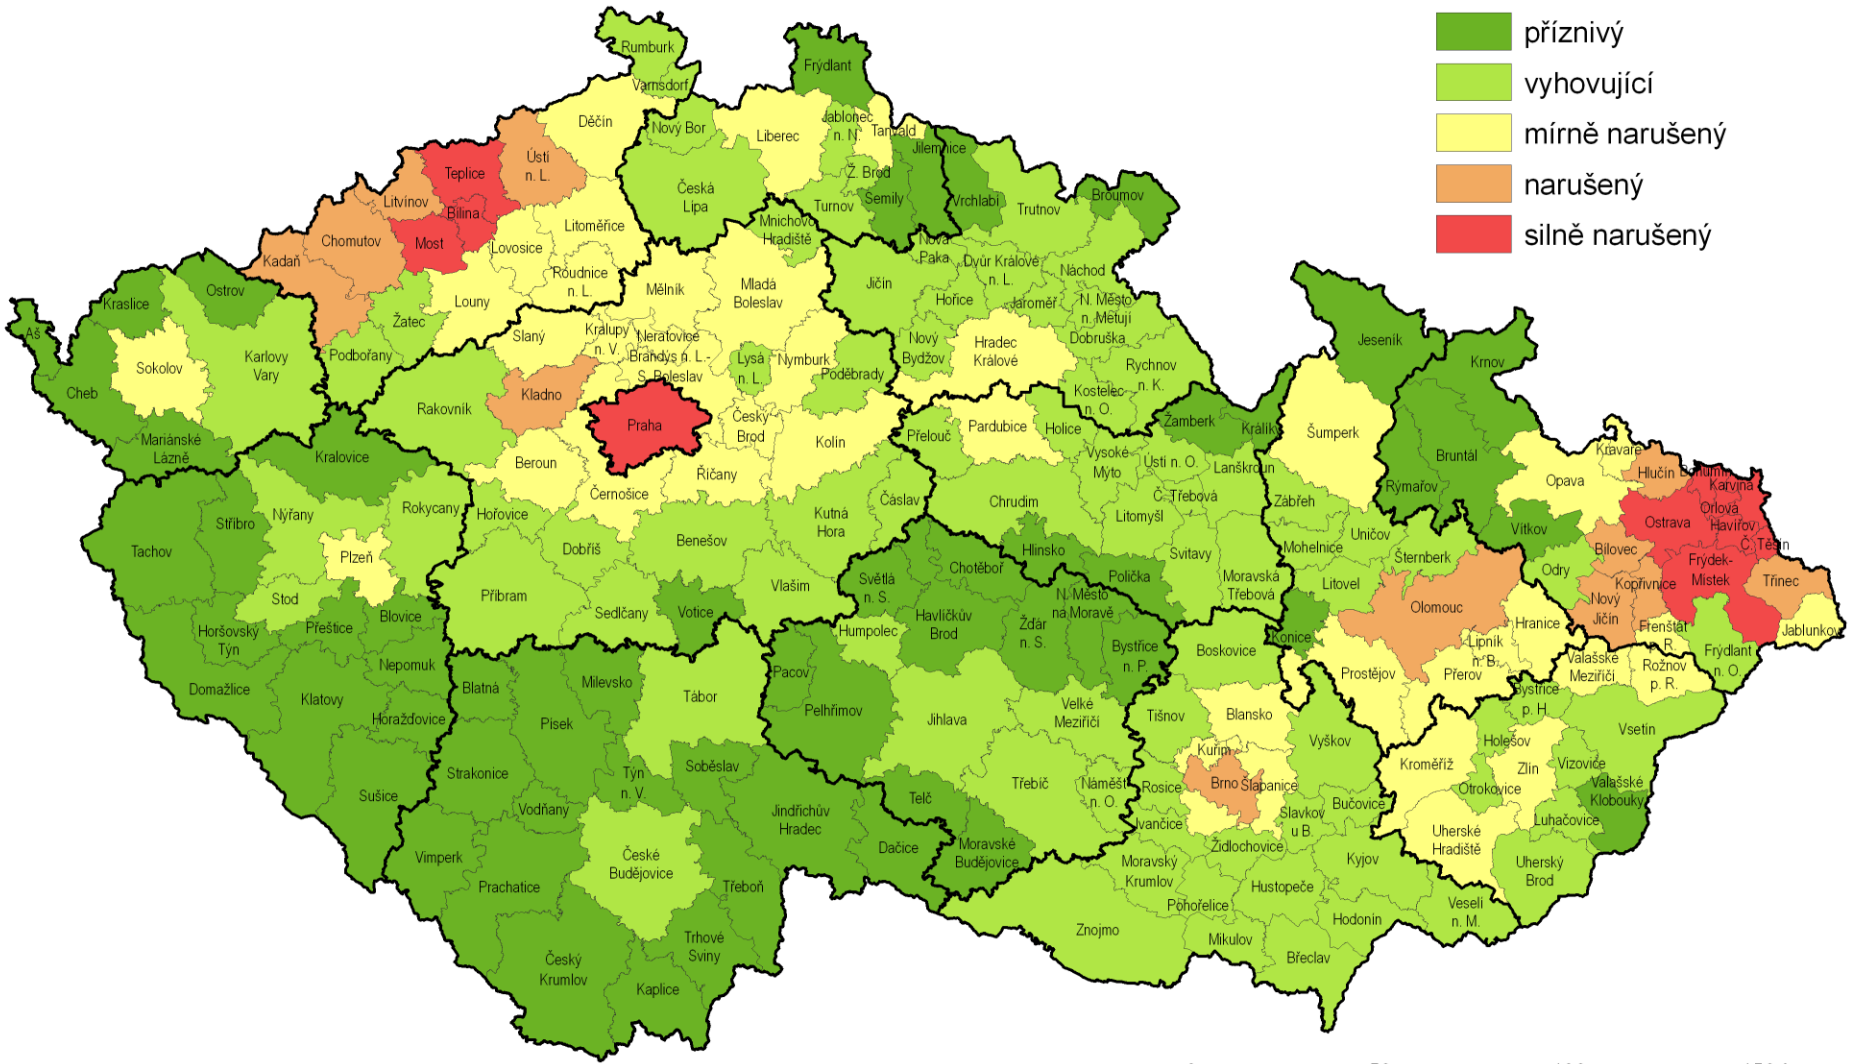 příznivý
vyhovující
mírně narušený
narušený
silně narušený
Rumburk
Varnsdorf
Frýdlant
Děčín
Nový Bor
Liberec
Jablonec
n. N.
Tanvald
Jilemnice
Ústí
n. L.
Teplice
Litvínov
Bílina
Most
Chomutov
Kadaň
Litoměřice
Lovosice
Roudnice
n. L.
Louny
Žatec
Podbořany
Česká
Lípa
Ž. Brod
Semily
Turnov
Mnichovo
Hradiště
Vrchlabí
Trutnov
Broumov
Nová
Paka
Dvůr Králové
n. L.
Náchod
Jičín
Hořice
Jaroměř
N. Město
n. Metují
Dobruška
Nový
Bydžov
Hradec
Králové
Rychnov
n. K.
Kostelec
n. O.
Kraslice
Ostrov
Aš
Cheb
Sokolov
Karlovy
Vary
Mariánské
Lázně
Mělník
Mladá
Boleslav
Slaný
Kralupy
n. V.
Neratovice
Brandýs n. L.-
S. Boleslav
Lysá
n. L.
Nymburk
Poděbrady
Rakovník
Kladno
Praha
Český
Brod
Kolín
Beroun
Říčany
Černošice
Kutná
Hora
Čáslav
Hořovice
Dobříš
Benešov
Vlašim
Příbram
Sedlčany
Votice
Kralovice
Tachov
Stříbro
Nýřany
Rokycany
Plzeň
Stod
Přeštice
Blovice
Horšovský
Týn
Nepomuk
Domažlice
Klatovy
Horažďovice
Sušice
Blatná
Milevsko
Tábor
Písek
Strakonice
Týn
n. V.
Soběslav
Vodňany
Jindřichův
Hradec
Dačice
Vimperk
Prachatice
České
Budějovice
Třeboň
Trhové
Sviny
Český
Krumlov
Kaplice
Přelouč
Pardubice
Holice
Žamberk
Králíky
Vysoké
Mýto
Ústí n. O.
Lanškroun
Č. Třebová
Chrudim
Litomyšl
Svitavy
Moravská
Třebová
Hlinsko
Polička
Světlá
n. S.
Chotěboř
Havlíčkův
Brod
Žďár
n. S.
N. Město
na Moravě
Bystřice
n. P.
Humpolec
Pacov
Pelhřimov
Jihlava
Velké
Meziříčí
Třebíč
Náměšť
n. O.
Telč
Moravské
Budějovice
Boskovice
Tišnov
Blansko
Kuřim
Brno
Šlapanice
Vyškov
Rosice
Ivančice
Bučovice
Slavkov
u B.
Židlochovice
Moravský
Krumlov
Kyjov
Hustopeče
Pohořelice
Hodonín
Veselí
n. M.
Znojmo
Mikulov
Břeclav
Jeseník
Šumperk
Zábřeh
Mohelnice
Uničov
Šternberk
Litovel
Olomouc
Konice
Prostějov
Přerov
Lipník
n. B.
Hranice
Krnov
Bruntál
Rýmařov
Opava
Kravaře
Hlučín
Bohumín
Karviná
Orlová
Havířov
Č. Těšín
Ostrava
Vítkov
Bílovec
Odry
Kopřivnice
Nový
Jičín
Frýdek-
Místek
Třinec
Jablunkov
Frenštát
p. R.
Frýdlant
n. O.
Valašské
Meziříčí
Rožnov
p. R.
Bystřice
p. H.
Vsetín
Holešov
Kroměříž
Zlín
Vizovice
Otrokovice
Valašské
Klobouky
Luhačovice
Uherské
Hradiště
Uherský
Brod